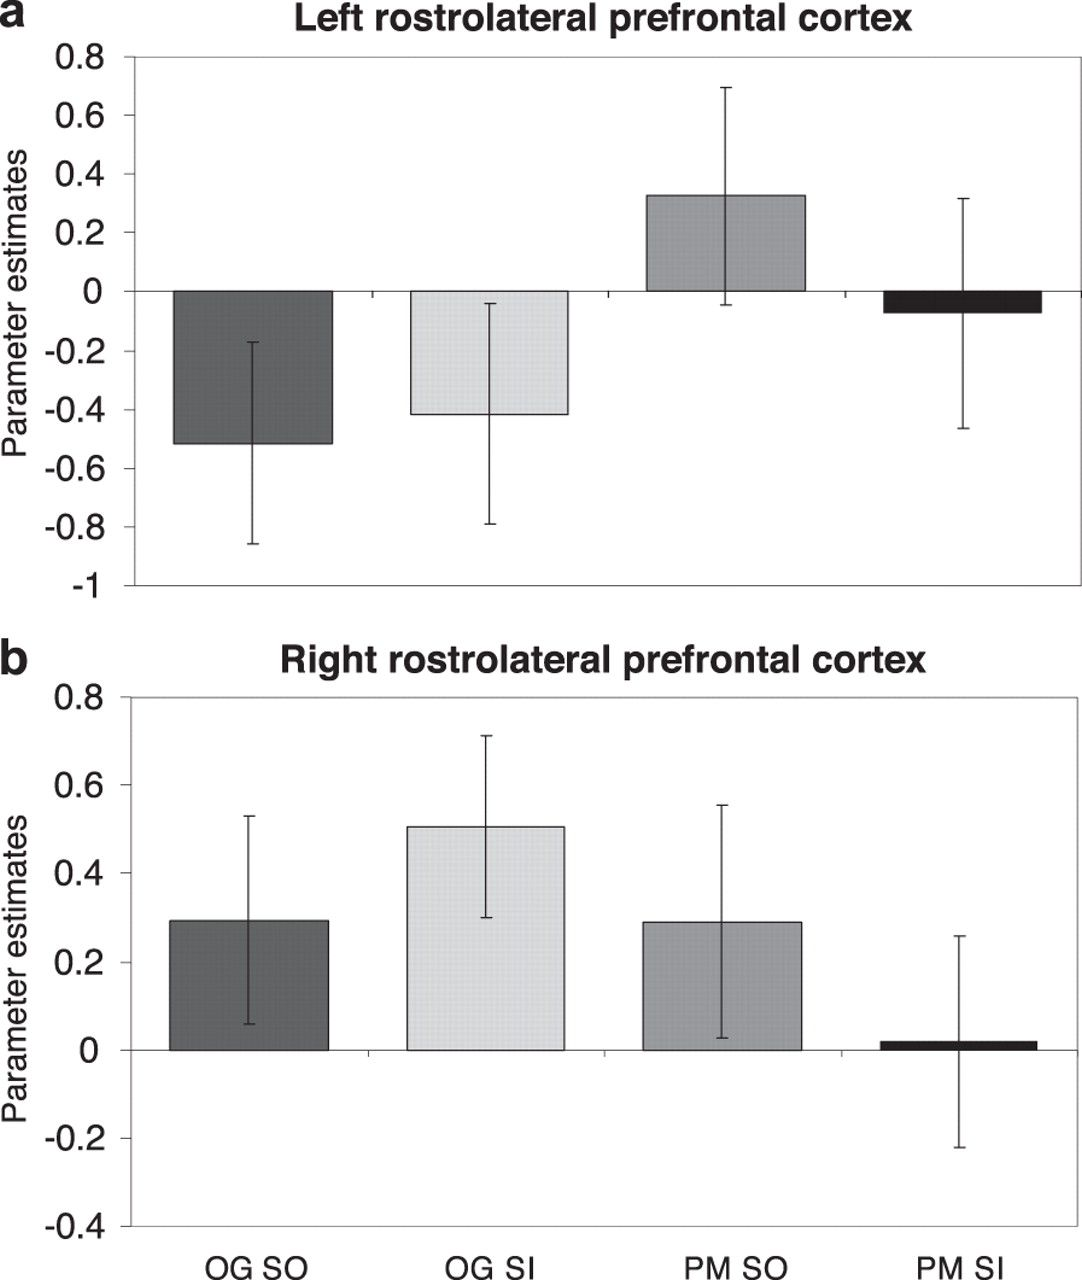 a
Left rostrolateral prefrontal cortex
Parameter estimates
0.8
0.6
0.4
0.2
0
-0.2
-0.4
-0.6
-0.8
-1
b
Right rostrolateral prefrontal cortex
Parameter estimates
0.8
0.6
0.4
0.2
0
-0.2
-0.4
OG SO OG SI PM SO PM SI